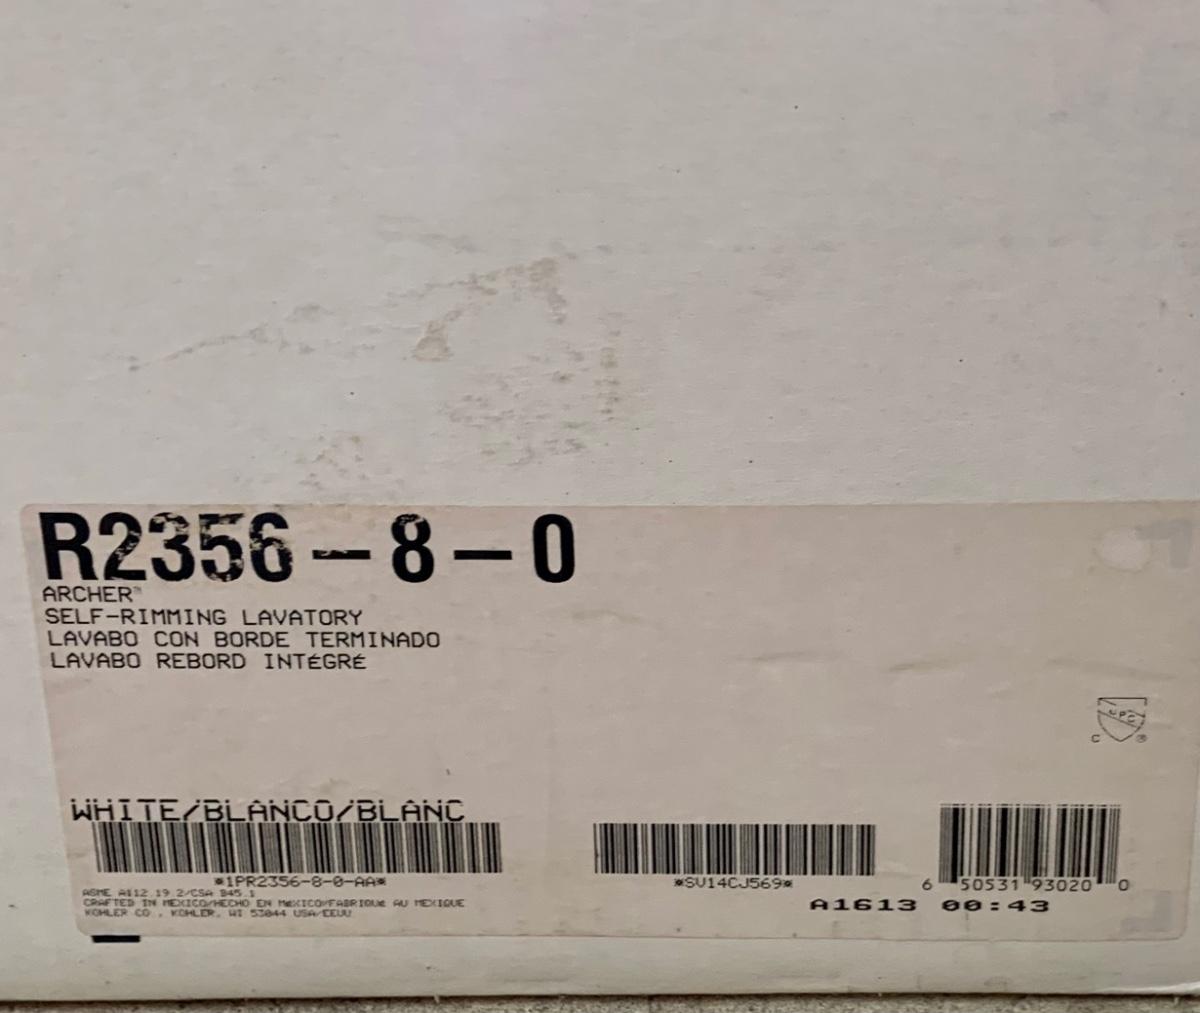 R2356-8-0
ARCHER™
SELF-RIMMING LAVATORY
LAVABO CON BORDE TERMINADO
LAVABO REBORD INTÉGRÉ
UPC
C ®
WHITE/BLANCO/BLANC
*1PR2356-8-0-AA*
*SV14CJ569*
6 50531 93020 0
ASME A112.19.2/CSA B45.1
CRAFTED IN MEXICO/HECHO EN MéXICO/FABRIQUé AU MEXIQUE
KOHLER CO., KOHLER, WI 53044 USA/EEUU
A1613 00:43